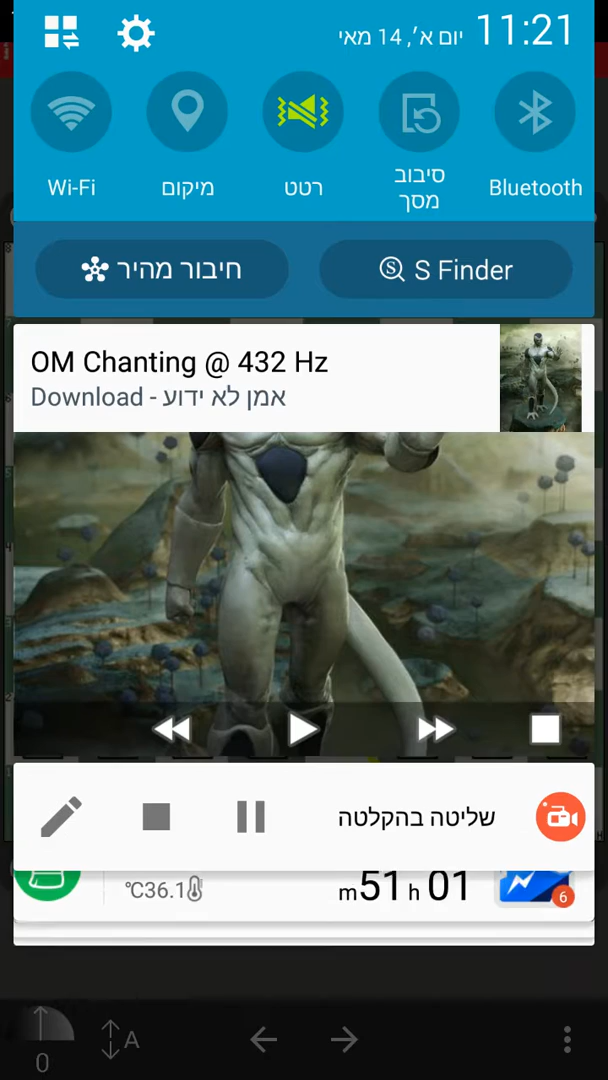 11:21 יום א׳, 14 מאי
Wi-Fi
מיקום
רטט
סיבוב
מסך
Bluetooth
חיבור מהיר
S Finder
OM Chanting @ 432 Hz
Download - אמן לא ידוע
שליטה בהקלטה
℃36.1
m51 h 01
6
A
0